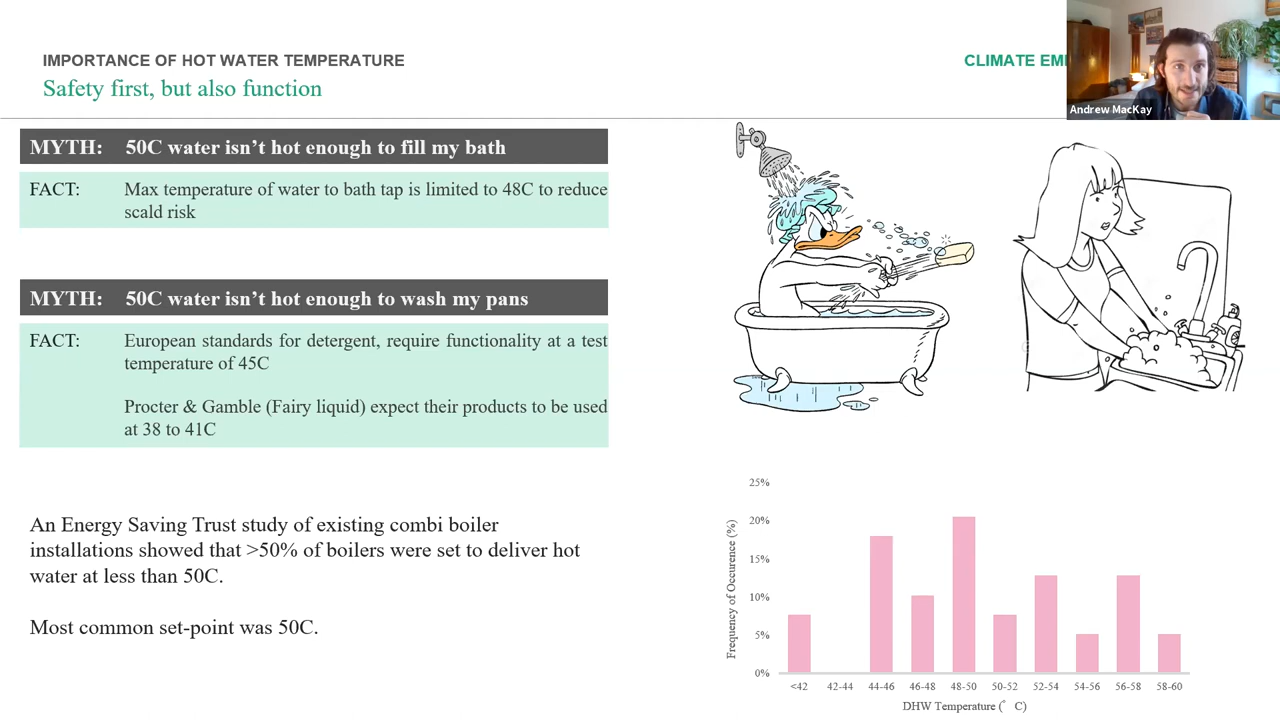 IMPORTANCE OF HOT WATER TEMPERATURE
Safety first, but also function
CLIMATE
Andrew MacKay
MYTH: 50C water isn’t hot enough to fill my bath
FACT: Max temperature of water to bath tap is limited to 48C to reduce
scald risk
MYTH: 50C water isn’t hot enough to wash my pans
FACT: European standards for detergent, require functionality at a test
temperature of 45C
Procter & Gamble (Fairy liquid) expect their products to be used
at 38 to 41C
An Energy Saving Trust study of existing combi boiler
installations showed that >50% of boilers were set to deliver hot
water at less than 50C.
Most common set-point was 50C.
Frequency of Occurence (%)
25%
20%
15%
10%
5%
0%
<42 42-44 44-46 46-48 48-50 50-52 52-54 54-56 56-58 58-60
DHW Temperature (° C)